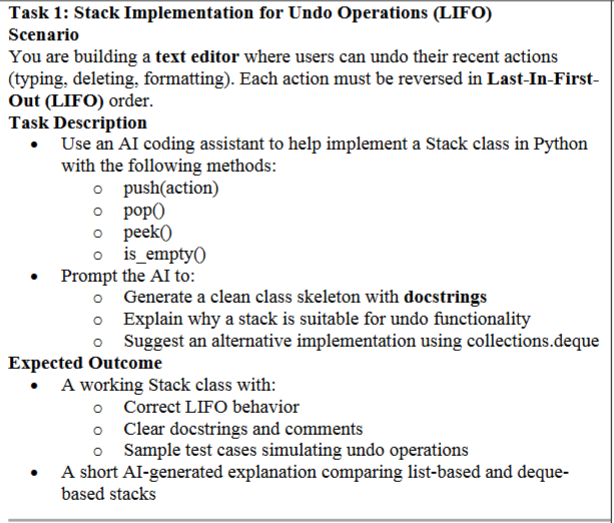 Task 1: Stack Implementation for Undo Operations (LIFO)
Scenario
You are building a text editor where users can undo their recent actions
(typing, deleting, formatting). Each action must be reversed in Last-In-First-
Out (LIFO) order.
Task Description
• Use an AI coding assistant to help implement a Stack class in Python
with the following methods:
o push(action)
o pop()
o peek()
o is_empty()
• Prompt the AI to:
o Generate a clean class skeleton with docstrings
o Explain why a stack is suitable for undo functionality
o Suggest an alternative implementation using collections.deque
Expected Outcome
• A working Stack class with:
o Correct LIFO behavior
o Clear docstrings and comments
o Sample test cases simulating undo operations
• A short AI-generated explanation comparing list-based and deque-
based stacks